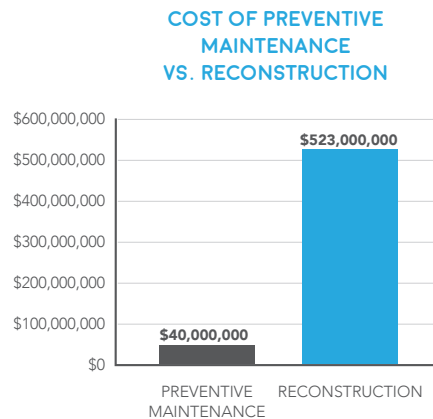 COST OF PREVENTIVE
MAINTENANCE
VS. RECONSTRUCTION
$600,000,000
$523,000,000
$500,000,000
$400,000,000
$300,000,000
$200,000,000
$100,000,000
$40,000,000
$0
PREVENTIVE
MAINTENANCE
RECONSTRUCTION